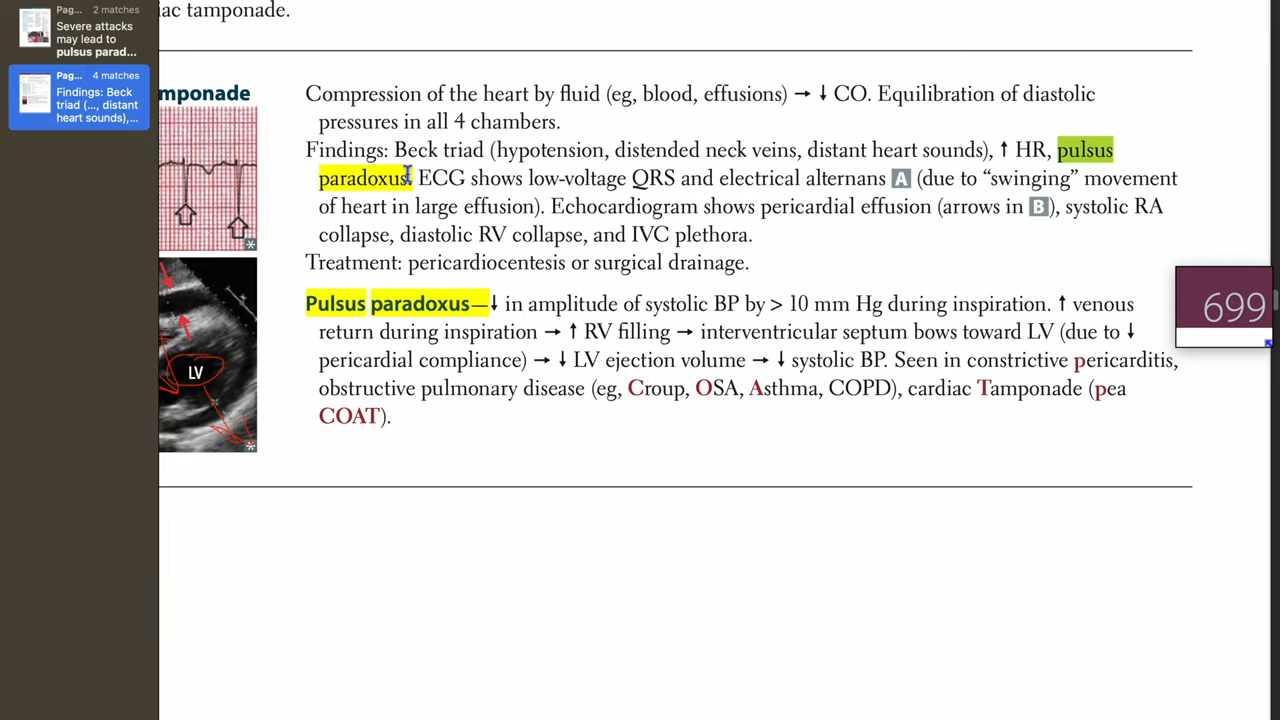 Pag... 2 matches
Severe attacks
may lead to
pulsus parad...
Pag... 4 matches
Findings: Beck
triad (..., distant
heart sounds),...
iac tamponade.
mponade
Compression of the heart by fluid (eg, blood, effusions) → ↓ CO. Equilibration of diastolic
pressures in all 4 chambers.
Findings: Beck triad (hypotension, distended neck veins, distant heart sounds), ↑ HR, pulsus
paradoxus. ECG shows low-voltage QRS and electrical alternans A (due to “swinging” movement
of heart in large effusion). Echocardiogram shows pericardial effusion (arrows in B), systolic RA
collapse, diastolic RV collapse, and IVC plethora.
Treatment: pericardiocentesis or surgical drainage.
Pulsus paradoxus—↓ in amplitude of systolic BP by > 10 mm Hg during inspiration. ↑ venous
return during inspiration → ↑ RV filling → interventricular septum bows toward LV (due to ↓
pericardial compliance) → ↓ LV ejection volume → ↓ systolic BP. Seen in constrictive pericarditis,
obstructive pulmonary disease (eg, Croup, OSA, Asthma, COPD), cardiac Tamponade (pea
COAT).
LV
699